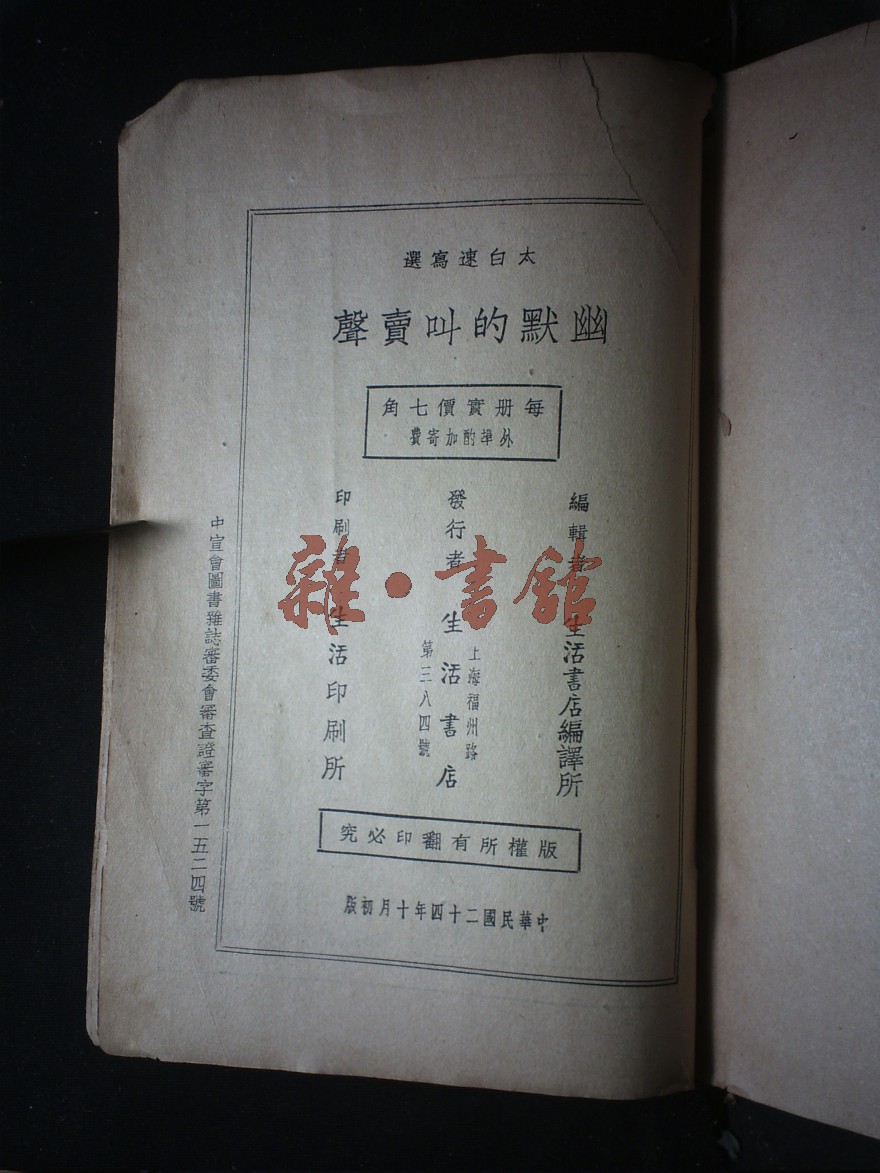 太白速寫選
幽默的叫賣聲
每册實價七角
外埠酌加寄費
編輯者 生活書店編譯所
發行者 生活書店
上海福州路
第三八四號
印刷者 生活印刷所
版權所有翻印必究
中華民國二十四年十月初版
中宣會圖書雜誌審委會審查證審字第一五二四號
雜·書館